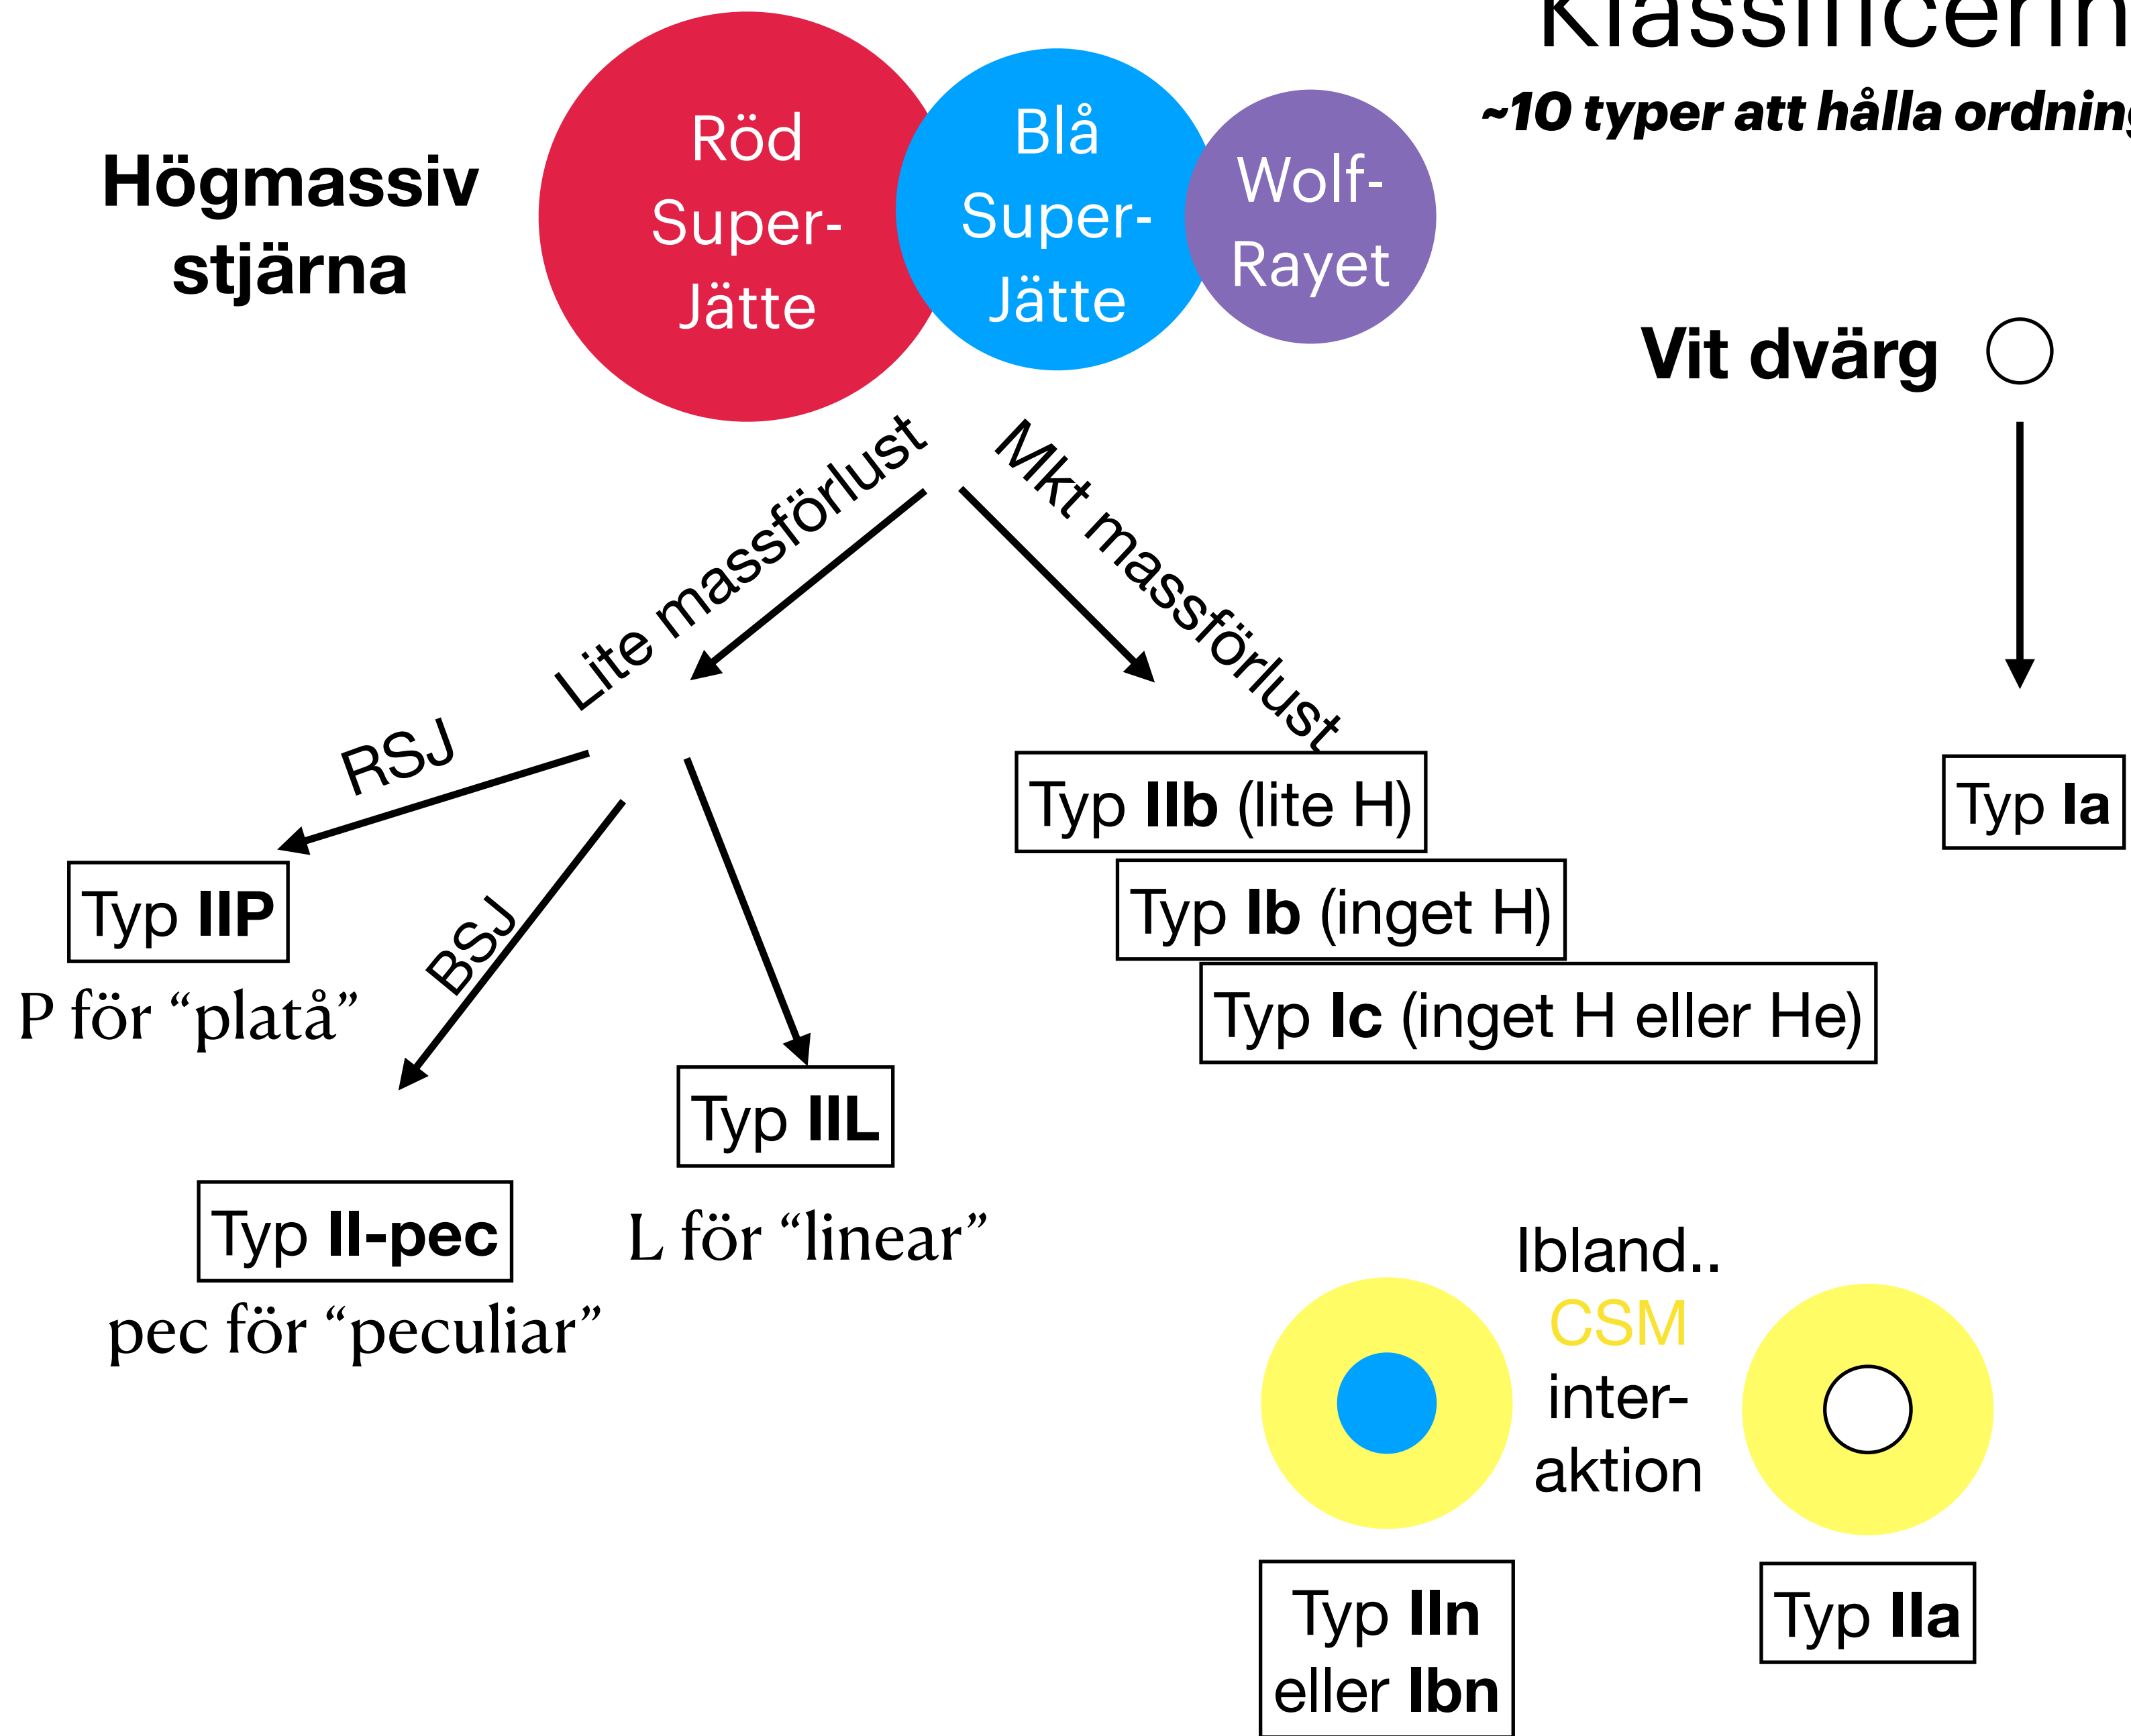 Klassificerin
~10 typer att hålla ordning
Högmassiv
stjärna
Röd
Super-
Jätte
Blå
Super-
Jätte
Wolf-
Rayet
Vit dvärg
Lite massförlust
Mkt massförlust
RSJ
BSJ
Typ IIP
P för “platå”
Typ II-pec
pec för “peculiar”
Typ IIL
L för “linear”
Typ IIb (lite H)
Typ Ib (inget H)
Typ Ic (inget H eller He)
Typ Ia
Ibland..
CSM
inter-
aktion
Typ IIn
eller Ibn
Typ IIa